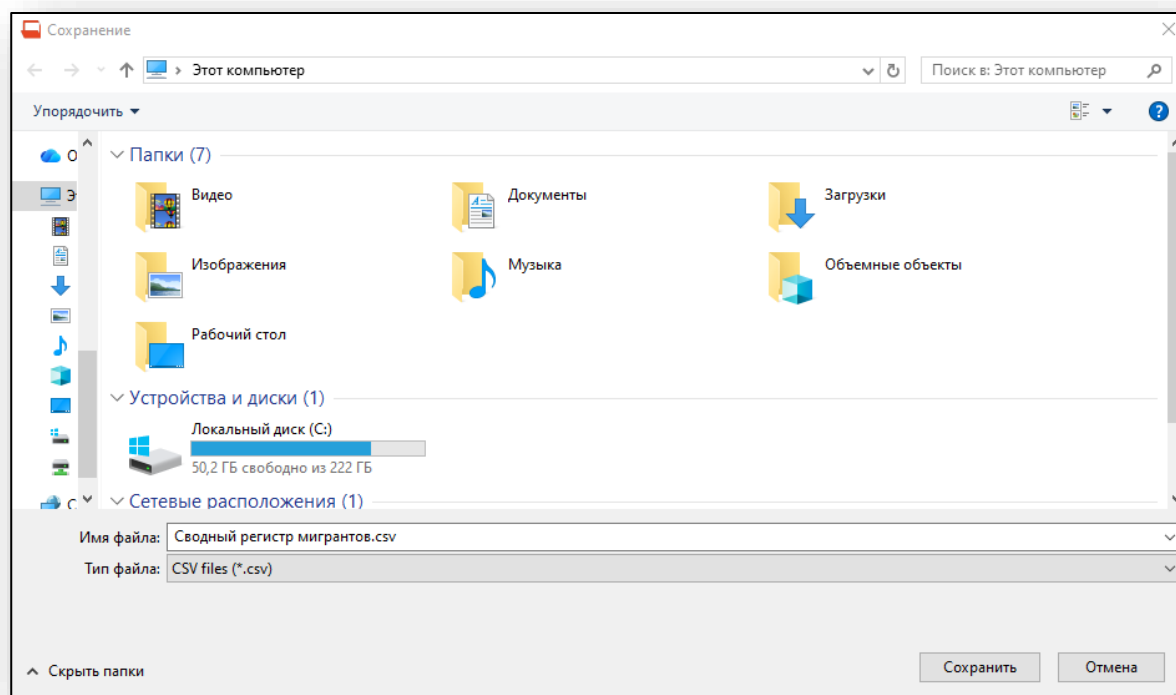 Сохранение
Этот компьютер
Поиск в: Этот компьютер
Упорядочить
Папки (7)
Видео
Документы
Загрузки
Изображения
Музыка
Объемные объекты
Рабочий стол
Устройства и диски (1)
Локальный диск (C:)
50,2 ГБ свободно из 222 ГБ
Сетевые расположения (1)
Имя файла: Сводный регистр мигрантов.csv
Тип файла: CSV files (*.csv)
Скрыть папки
Сохранить
Отмена